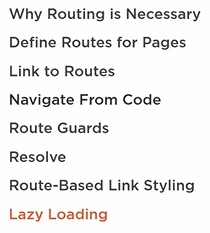 Why Routing is Necessary
Define Routes for Pages
Link to Routes
Navigate From Code
Route Guards
Resolve
Route-Based Link Styling
Lazy Loading